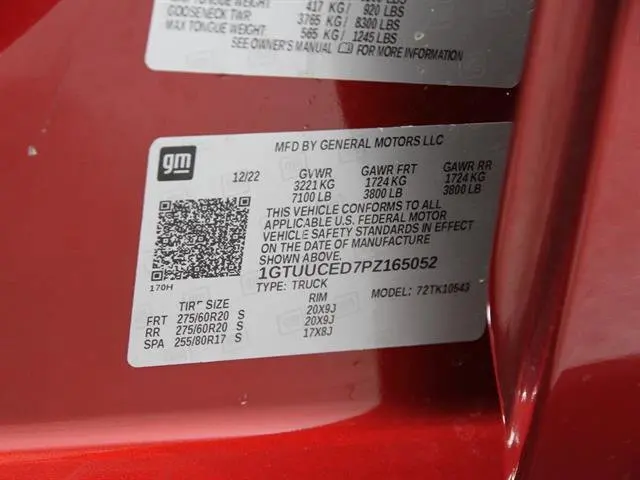 417 KG / 920 LBS
GOOSENECK TWR 3765 KG / 8300 LBS
MAX TONGUE WEIGHT 565 KG / 1245 LBS
SEE OWNER'S MANUAL FOR MORE INFORMATION
MFD BY GENERAL MOTORS LLC
gm
12/22 GVWR GAWR FRT GAWR RR
3221 KG 1724 KG 1724 KG
7100 LB 3800 LB 3800 LB
THIS VEHICLE CONFORMS TO ALL
APPLICABLE U.S. FEDERAL MOTOR
VEHICLE SAFETY STANDARDS IN EFFECT
ON THE DATE OF MANUFACTURE
SHOWN ABOVE.
1GTUUCED7PZ165052
170H
TYPE: TRUCK MODEL: 72TK10543
TIRE SIZE RIM
FRT 275/60R20 S 20X9J
RR 275/60R20 S 20X9J
SPA 255/80R17 S 17X8J